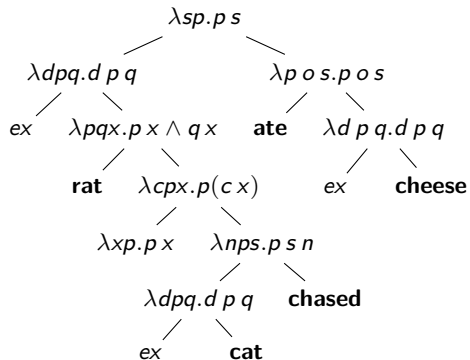 λsp.p s
λdpq.d p q λp o s.p o s
ex λpqx.p x ∧ q x ate λd p q.d p q
rat λcpx.p(c x) ex cheese
λxp.p x λnps.p s n
λdpq.d p q chased
ex cat